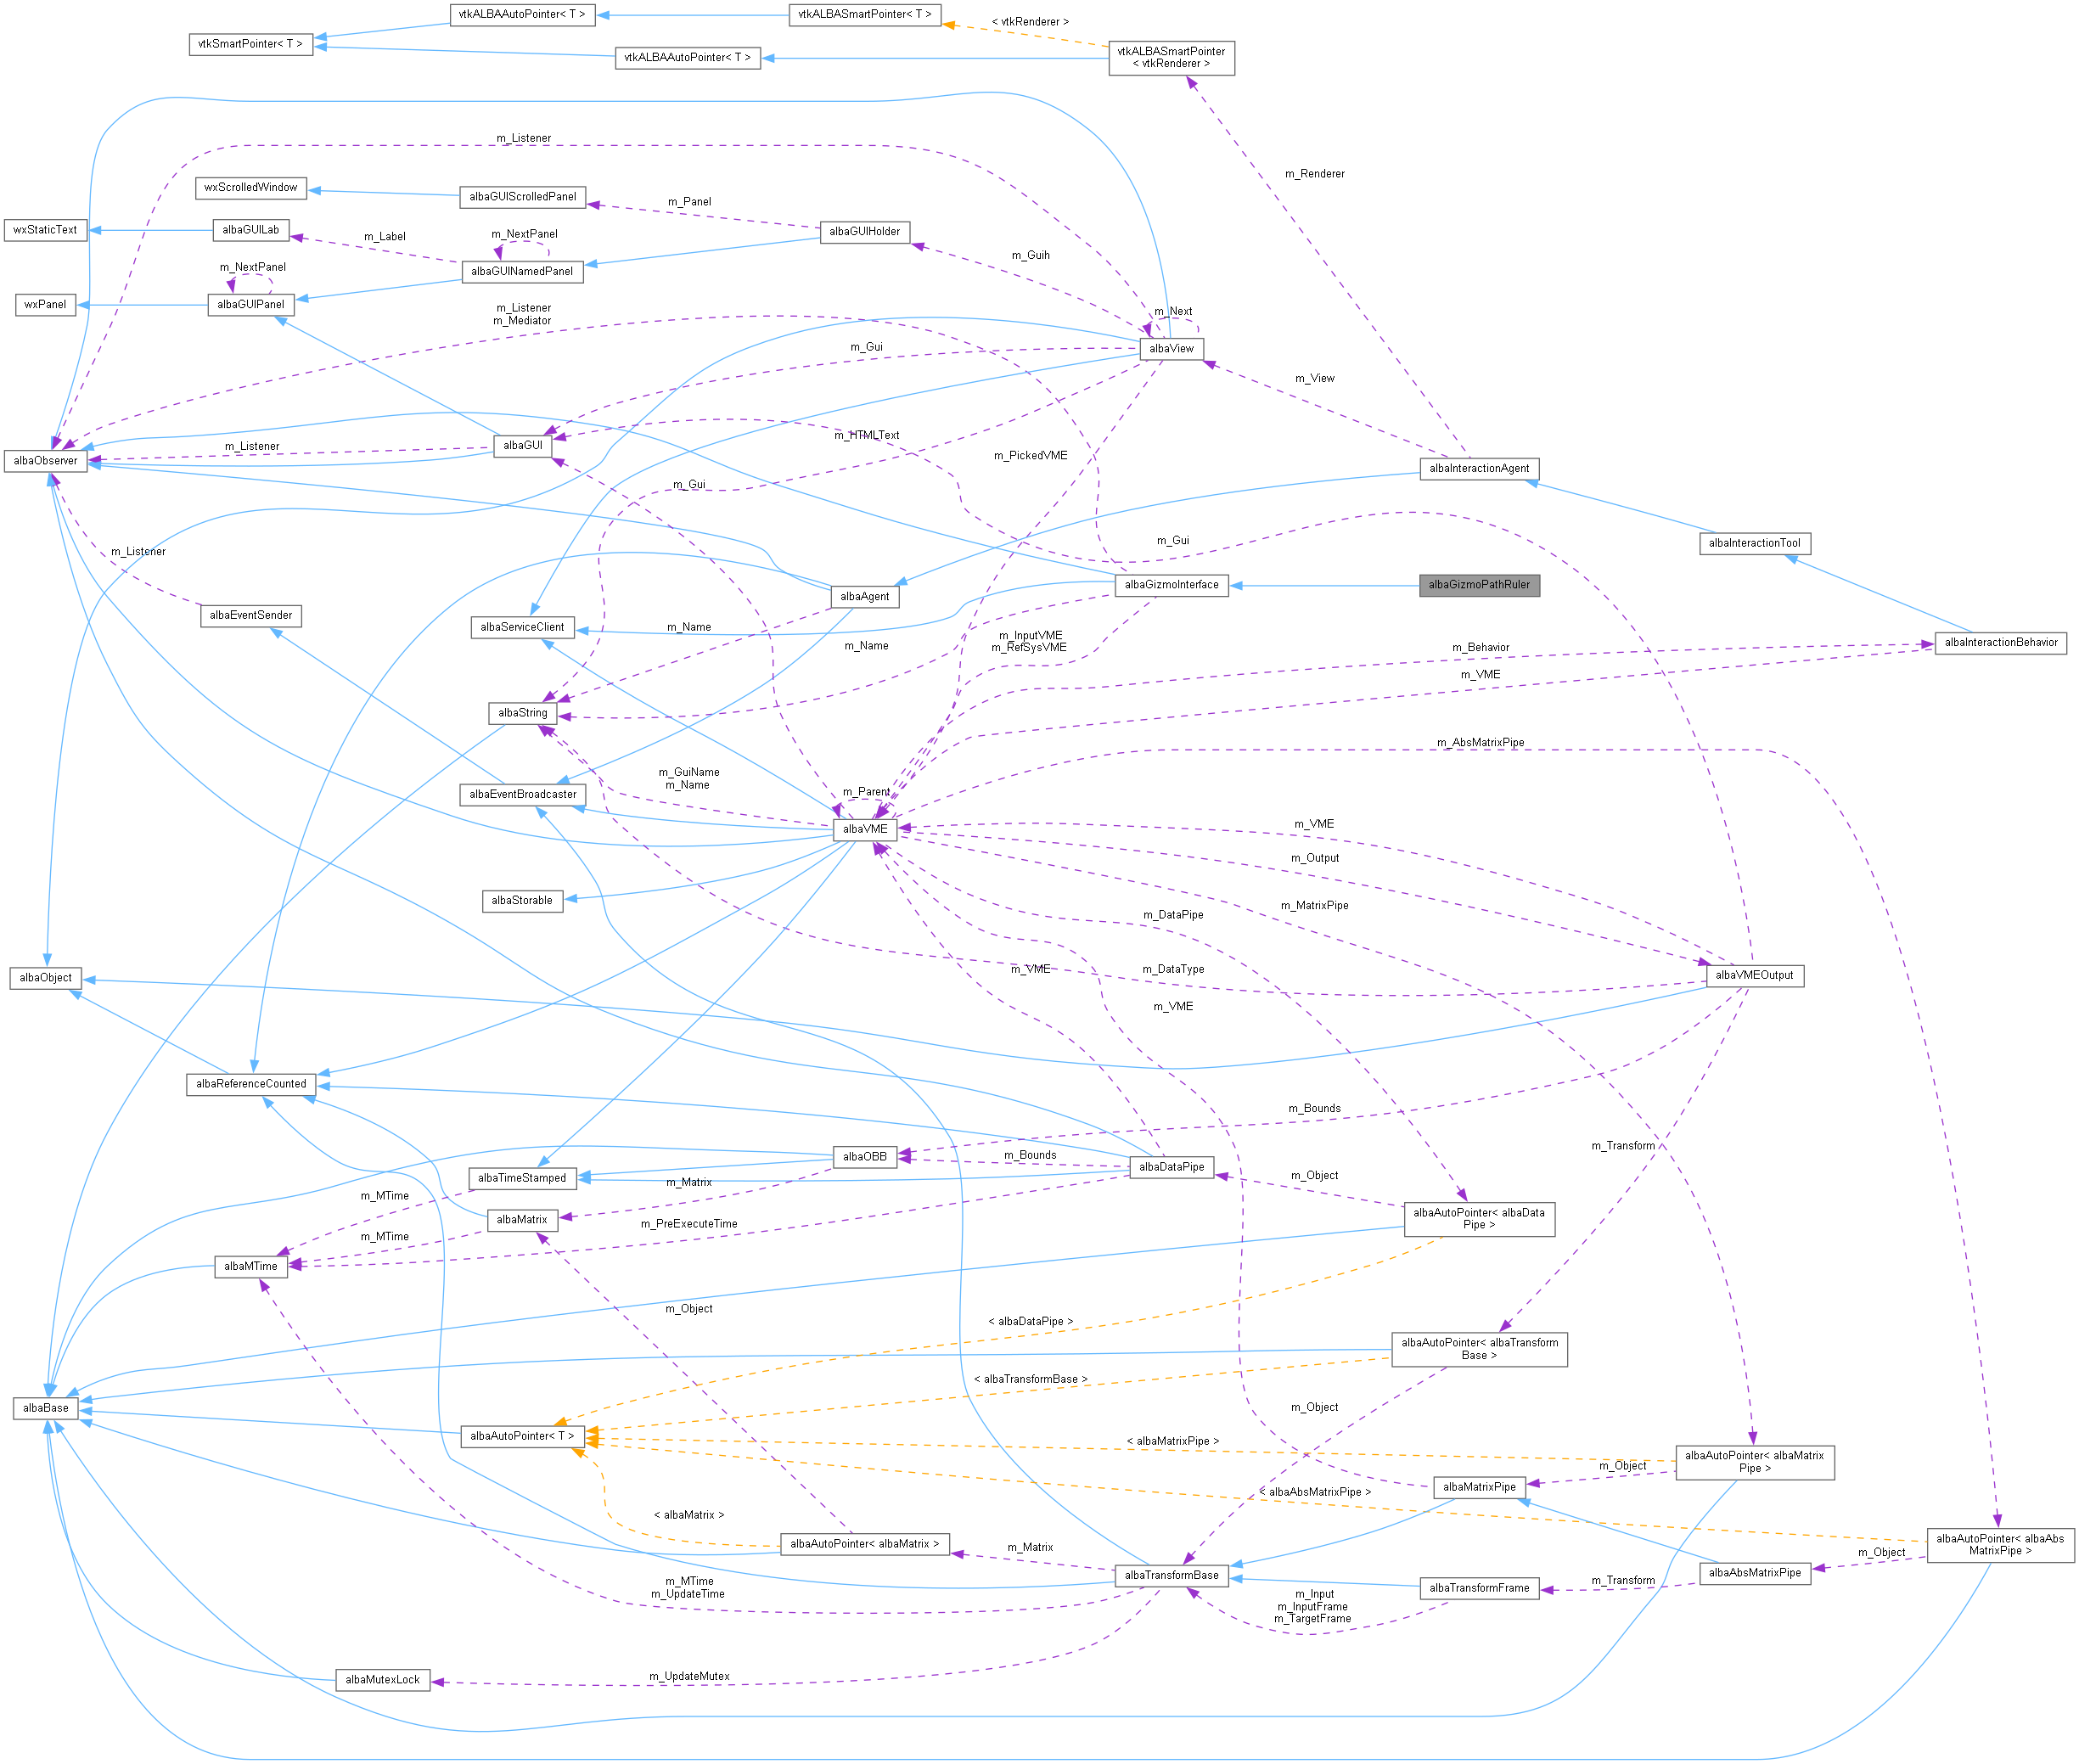 vtkALBAAutoPointer< T >
vtkALBASmartPointer< T >
< vtkRenderer >
vtkSmartPointer< T >
vtkALBAAutoPointer< T >
vtkALBASmartPointer
< vtkRenderer >
m_Listener
m_Renderer
wxScrolledWindow
albaGUIScrolledPanel
m_Panel
wxStaticText
albaGUILab
m_Label
m_NextPanel
albaGUIHolder
m_Guih
m_NextPanel
albaGUINamedPanel
wxPanel
albaGUIPanel
m_Listener
m_Mediator
m_Next
m_Gui
albaView
m_View
m_HTMLText
m_Listener
albaGUI
albaObserver
m_PickedVME
albaInteractionAgent
m_Gui
m_Gui
albaInteractionTool
m_Listener
albaGizmoInterface
albaGizmoPathRuler
albaAgent
albaEventSender
albaServiceClient
m_Name
m_InputVME
m_RefSysVME
m_Name
m_Behavior
albaInteractionBehavior
m_VME
albaString
m_AbsMatrixPipe
m_GuiName
m_Name
albaEventBroadcaster
m_Parent
albaVME
m_VME
m_Output
albaStorable
m_MatrixPipe
m_DataPipe
albaObject
m_VME
m_DataType
albaVMEOutput
m_VME
albaReferenceCounted
m_Bounds
m_Transform
albaOBB
m_Bounds
albaDataPipe
albaTimeStamped
m_Matrix
m_Object
m_MTime
albaMatrix
m_PreExecuteTime
albaAutoPointer< albaData
Pipe >
m_MTime
albaMTime
m_Object
< albaDataPipe >
albaAutoPointer< albaTransform
Base >
< albaTransformBase >
albaBase
m_Object
albaAutoPointer< T >
< albaMatrixPipe >
albaAutoPointer< albaMatrix
Pipe >
m_Object
albaMatrixPipe
< albaAbsMatrixPipe >
< albaMatrix >
albaAutoPointer< albaMatrix >
m_Matrix
albaAutoPointer< albaAbs
MatrixPipe >
m_Object
albaAbsMatrixPipe
albaTransformBase
m_MTime
m_UpdateTime
m_Input
m_InputFrame
m_TargetFrame
albaTransformFrame
m_Transform
albaMutexLock
m_UpdateMutex